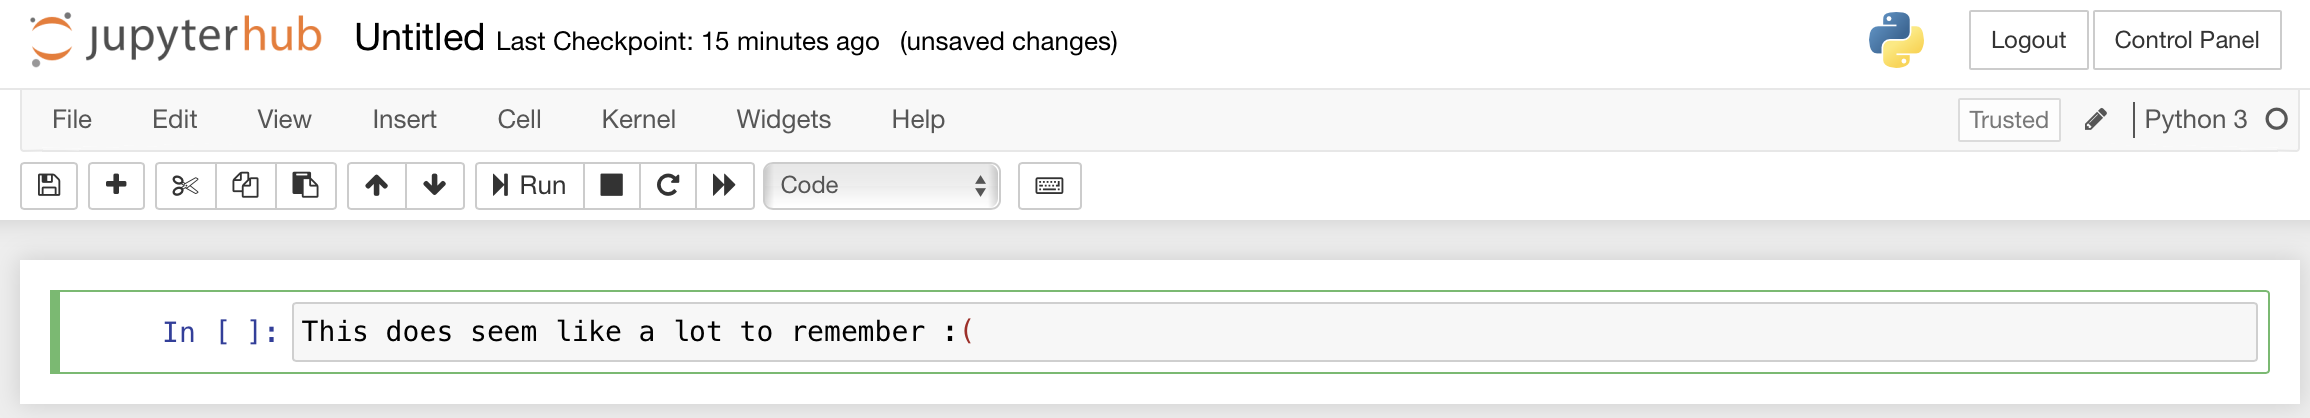 jupyterhub Untitled Last Checkpoint: 15 minutes ago (unsaved changes) Logout Control Panel
File Edit View Insert Cell Kernel Widgets Help Trusted Python 3
Run Code
In [ ]: This does seem like a lot to remember :(